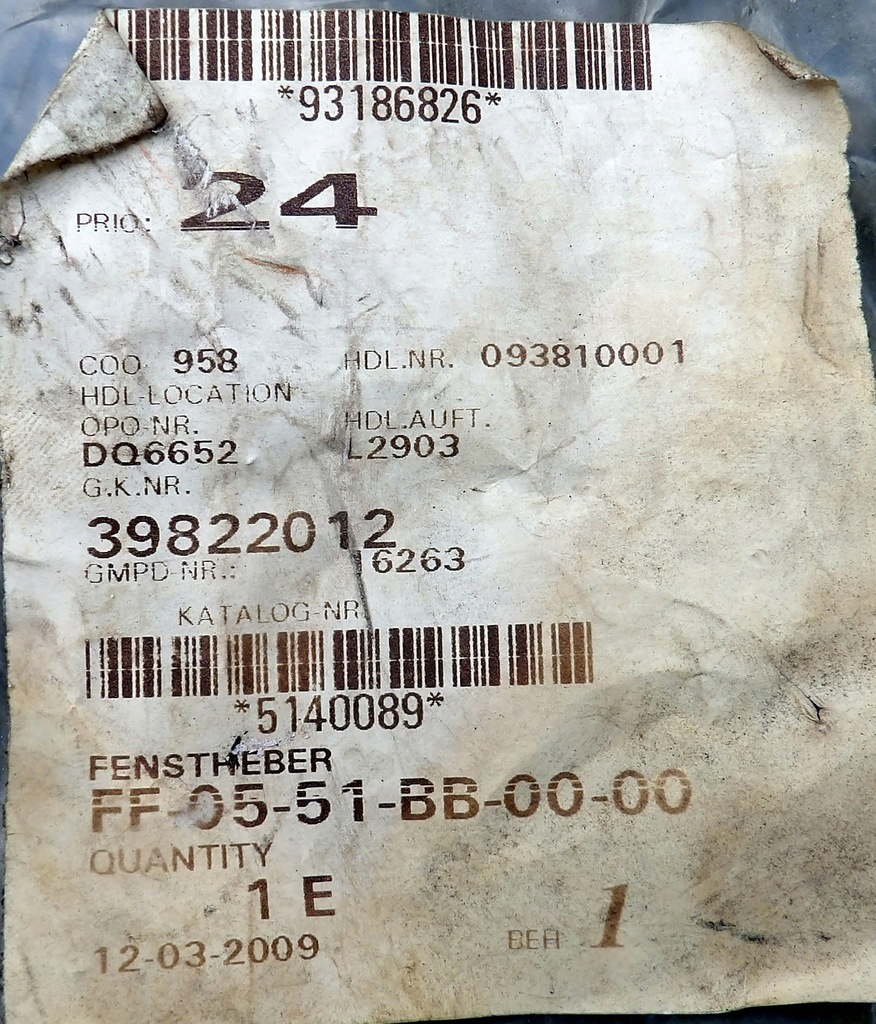 *93186826*
PRIO: 24
COO 958 HDL.NR. 093810001
HDL-LOCATION
OPO-NR. HDL.AUFT.
DQ6652 L2903
G.K.NR.
39822012
GMPD-NR.: 6263
KATALOG-NR
*5140089*
FENSTHEBER
FF-05-51-BB-00-00
QUANTITY
1 E
12-03-2009 BEH 1